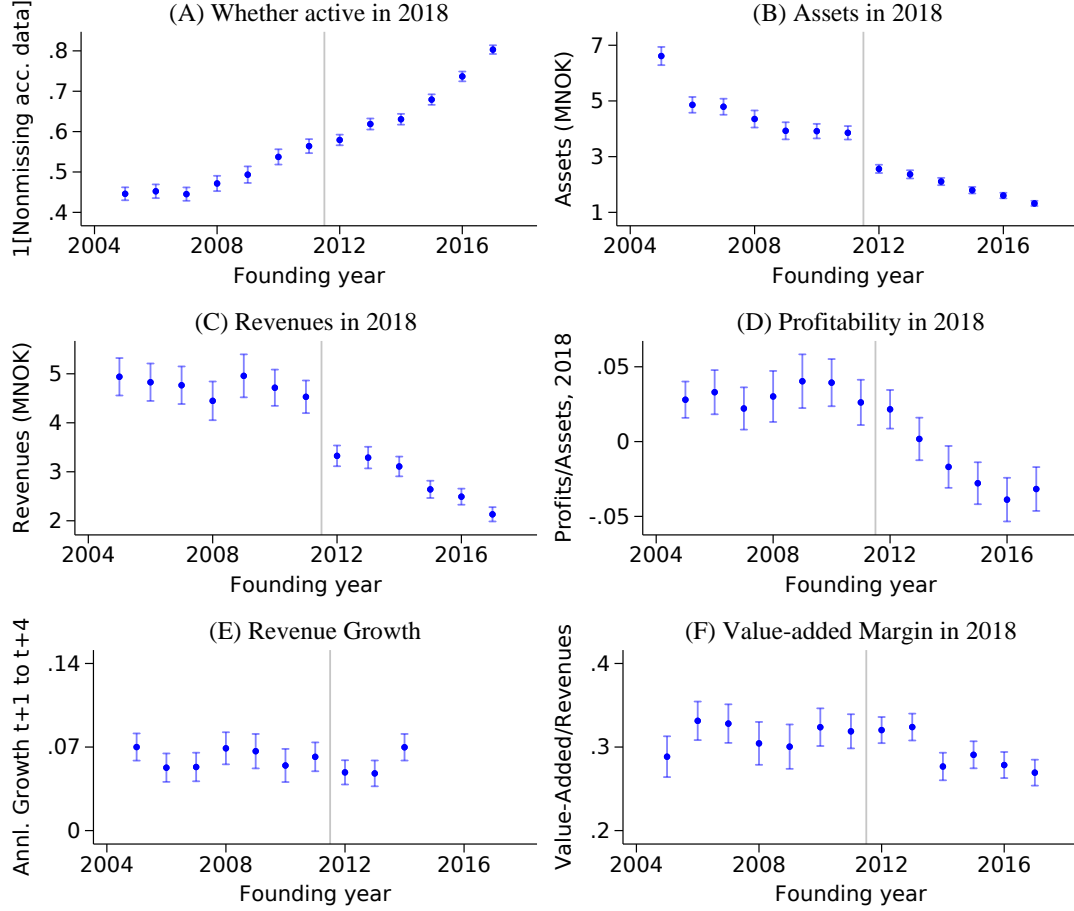 (A) Whether active in 2018
1[Nonmissing acc. data]
.8
.7
.6
.5
.4
2004 2008 2012 2016
Founding year
(B) Assets in 2018
Assets (MNOK)
7
5
3
1
2004 2008 2012 2016
Founding year
(C) Revenues in 2018
Revenues (MNOK)
5
4
3
2
2004 2008 2012 2016
Founding year
(D) Profitability in 2018
Profits/Assets, 2018
.05
0
-.05
2004 2008 2012 2016
Founding year
(E) Revenue Growth
Annl. Growth t+1 to t+4
.14
.07
0
2004 2008 2012 2016
Founding year
(F) Value-added Margin in 2018
Value-Added/Revenues
.4
.3
.2
2004 2008 2012 2016
Founding year